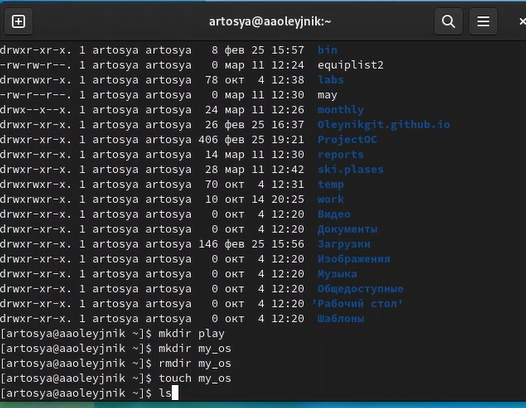 artosya@aaoleyjnik:~
drwxr-xr-x. 1 artosya artosya 8 фев 25 15:57 bin
-rw-rw-r--. 1 artosya artosya 0 мар 11 12:24 equiplist2
drwxrwxr-x. 1 artosya artosya 78 окт 4 12:38 labs
-rw-r--r--. 1 artosya artosya 0 мар 11 12:30 may
drwx--x--x. 1 artosya artosya 24 мар 11 12:26 monthly
drwxr-xr-x. 1 artosya artosya 26 фев 25 16:37 Oleynikgit.github.io
drwxr-xr-x. 1 artosya artosya 406 фев 25 19:21 ProjectOC
drwxr-xr-x. 1 artosya artosya 14 мар 11 12:30 reports
drwxr-xr-x. 1 artosya artosya 28 мар 11 12:42 ski.plases
drwxrwxr-x. 1 artosya artosya 70 окт 4 12:31 temp
drwxrwxr-x. 1 artosya artosya 10 окт 14 20:25 work
drwxr-xr-x. 1 artosya artosya 0 окт 4 12:20 Видео
drwxr-xr-x. 1 artosya artosya 0 окт 4 12:20 Документы
drwxr-xr-x. 1 artosya artosya 146 фев 25 15:56 Загрузки
drwxr-xr-x. 1 artosya artosya 0 окт 4 12:20 Изображения
drwxr-xr-x. 1 artosya artosya 0 окт 4 12:20 Музыка
drwxr-xr-x. 1 artosya artosya 0 окт 4 12:20 Общедоступные
drwxr-xr-x. 1 artosya artosya 0 окт 4 12:20 'Рабочий стол'
drwxr-xr-x. 1 artosya artosya 0 окт 4 12:20 Шаблоны
[artosya@aaoleyjnik ~]$ mkdir play
[artosya@aaoleyjnik ~]$ mkdir my_os
[artosya@aaoleyjnik ~]$ rmdir my_os
[artosya@aaoleyjnik ~]$ touch my_os
[artosya@aaoleyjnik ~]$ ls